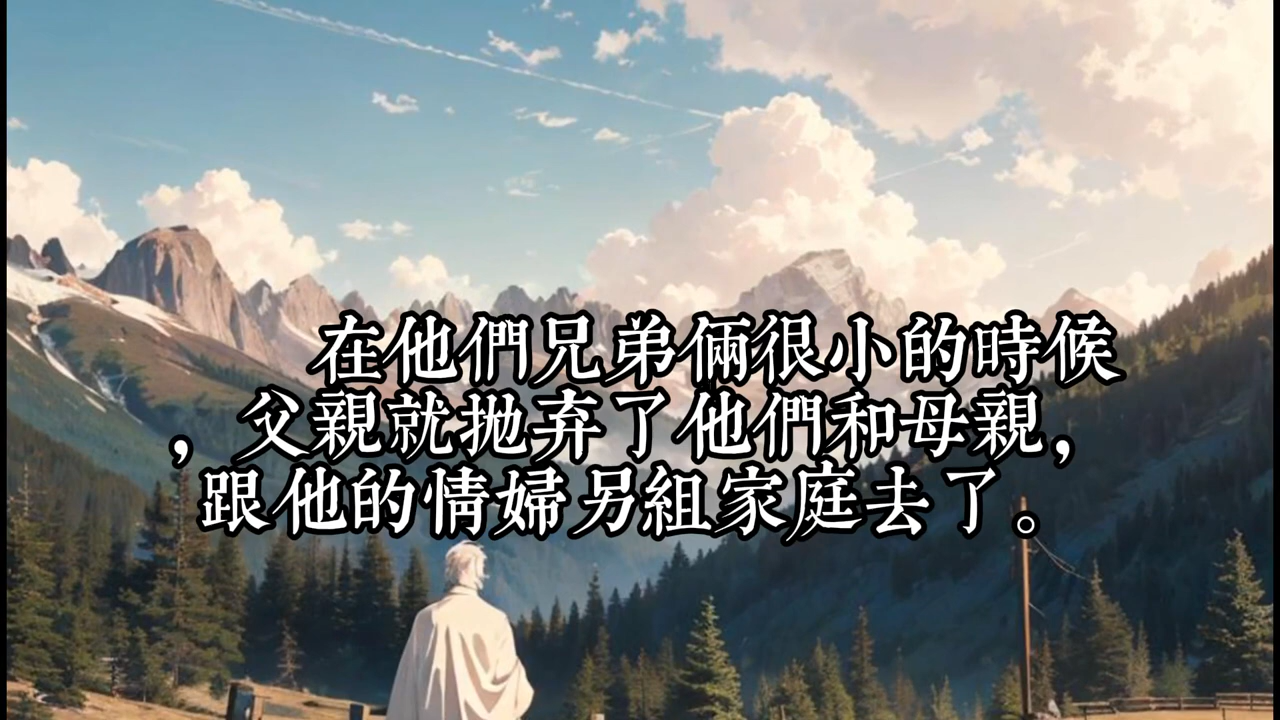 在他們兄弟倆很小的時候
，父親就拋弃了他們和母親，
跟他的情婦另組家庭去了。